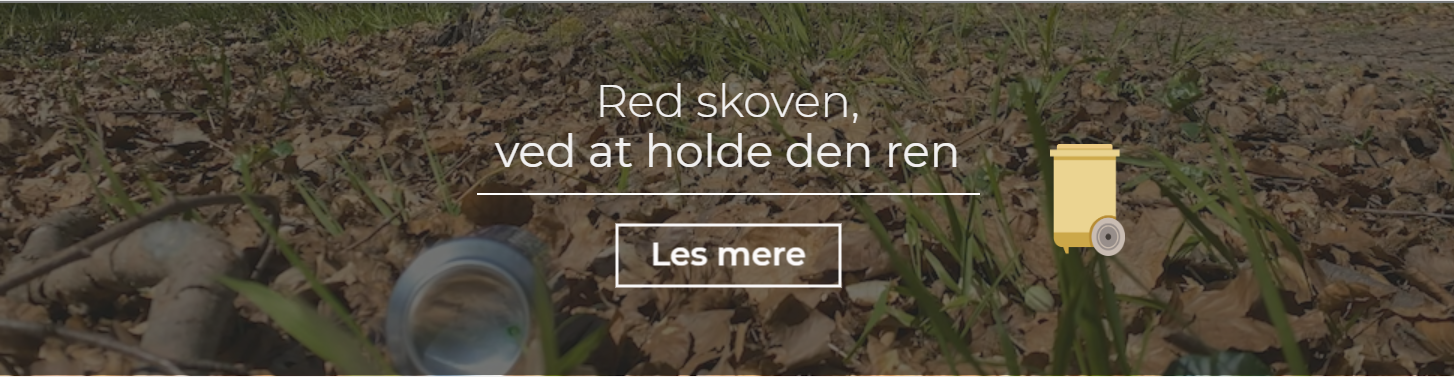 Red skoven,
ved at holde den ren
Les mere